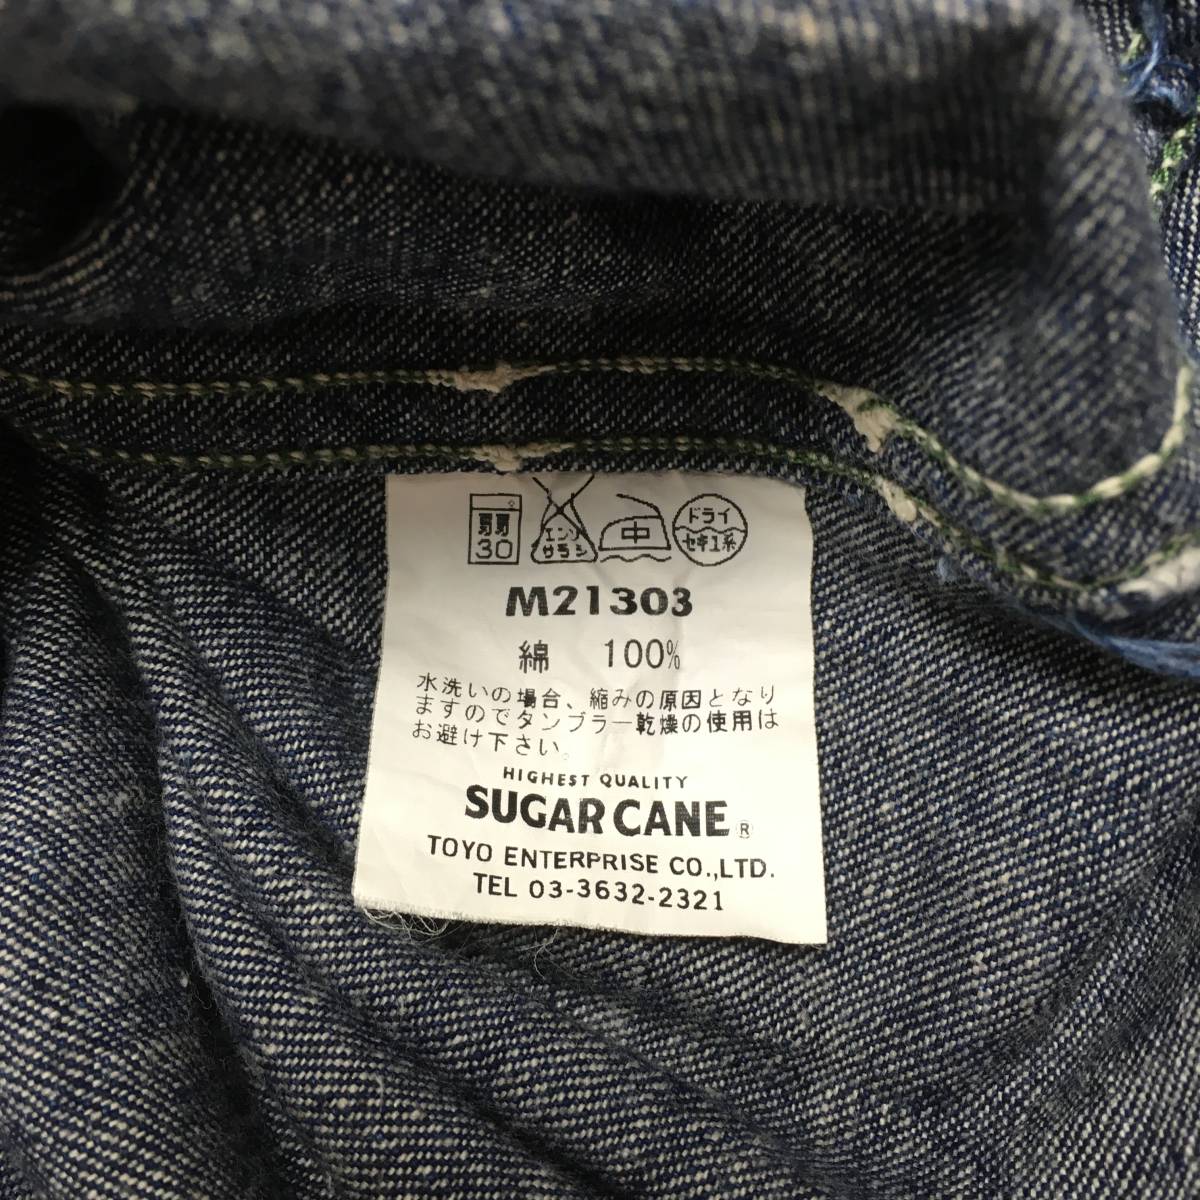 弱 30 エンソ サラシ 中 ドライ セキユ系
M21303
綿 100%
水洗いの場合、縮みの原因となり
ますのでタンブラー乾燥の使用は
お避け下さい。
HIGHEST QUALITY
SUGAR CANE ®
TOYO ENTERPRISE CO.,LTD.
TEL 03-3632-2321